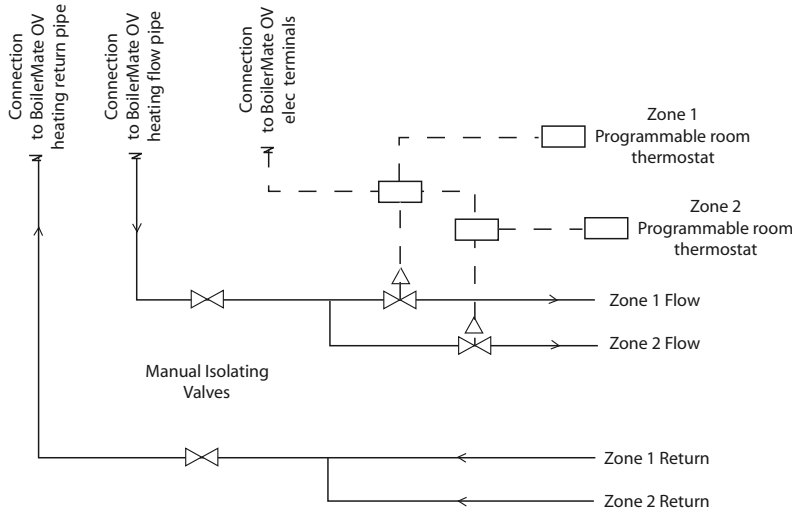 Connection
to BoilerMate OV
heating return pipe
Connection
to BoilerMate OV
heating flow pipe
Connection
to BoilerMate OV
elec terminals
Zone 1
Programmable room
thermostat
Zone 2
Programmable room
thermostat
Zone 1 Flow
Zone 2 Flow
Manual Isolating
Valves
Zone 1 Return
Zone 2 Return